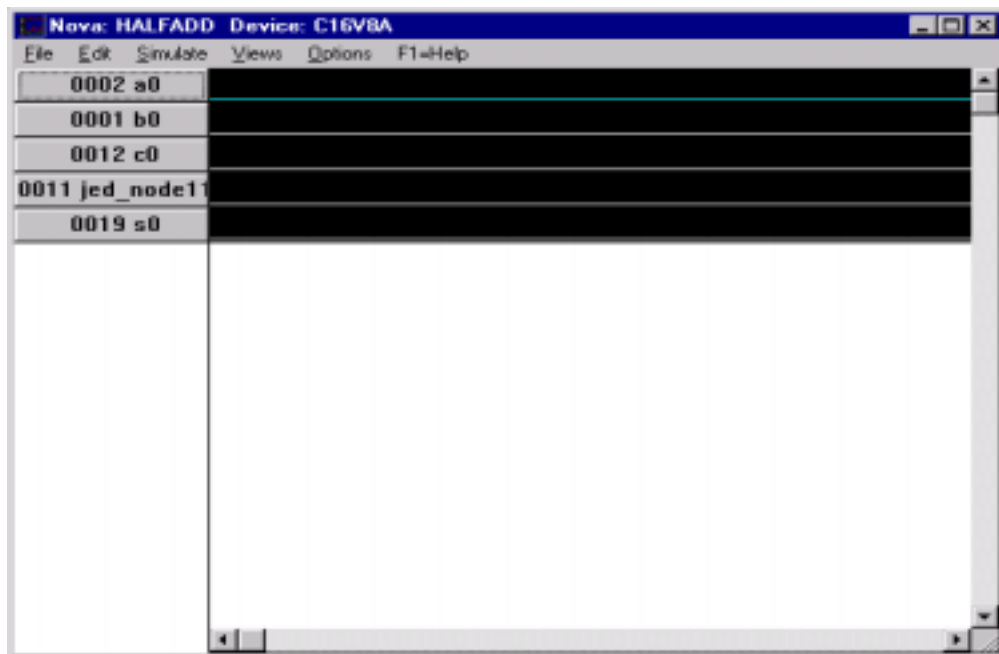 Nova: HALFADD Device: C16V8A
File Edit Simulate Views Options F1=Help
0002 a0
0001 b0
0012 c0
0011 jed_node11
0019 s0